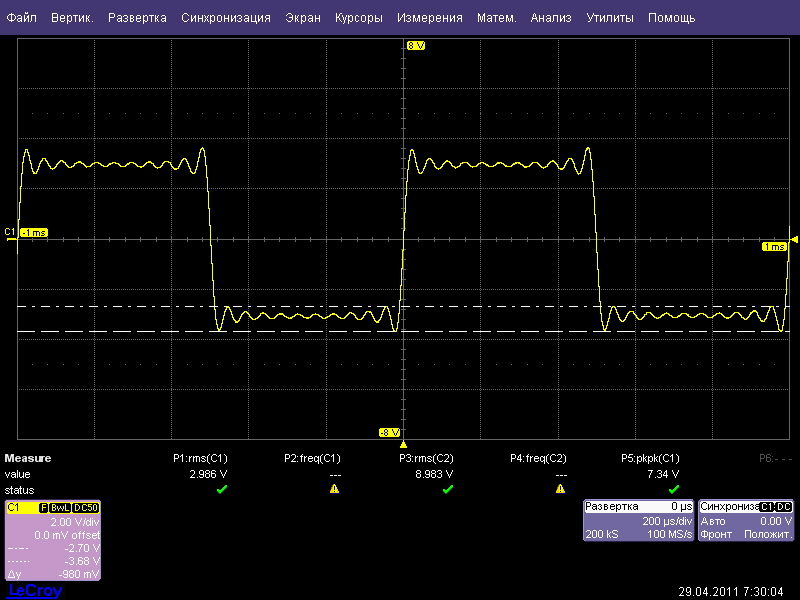 Файл Вертик. Развертка Синхронизация Экран Курсоры Измерения Матем. Анализ Утилиты Помощь
8 V
C1 -1 ms
1 ms
-8 V
Measure P1:rms(C1) P2:freq(C1) P3:rms(C2) P4:freq(C2) P5:pkpk(C1) P6:- - -
value 2.986 V --- 8.983 V --- 7.34 V
status
C1 F BwL DC50
2.00 V/div
0.0 mV offset
-2.70 V
-3.68 V
Δy -980 mV
Развертка 0 µs
200 µs/div
200 kS 100 MS/s
Синхрониза C1 DC
Авто 0.00 V
Фронт Положит.
LeCroy
29.04.2011 7:30:04